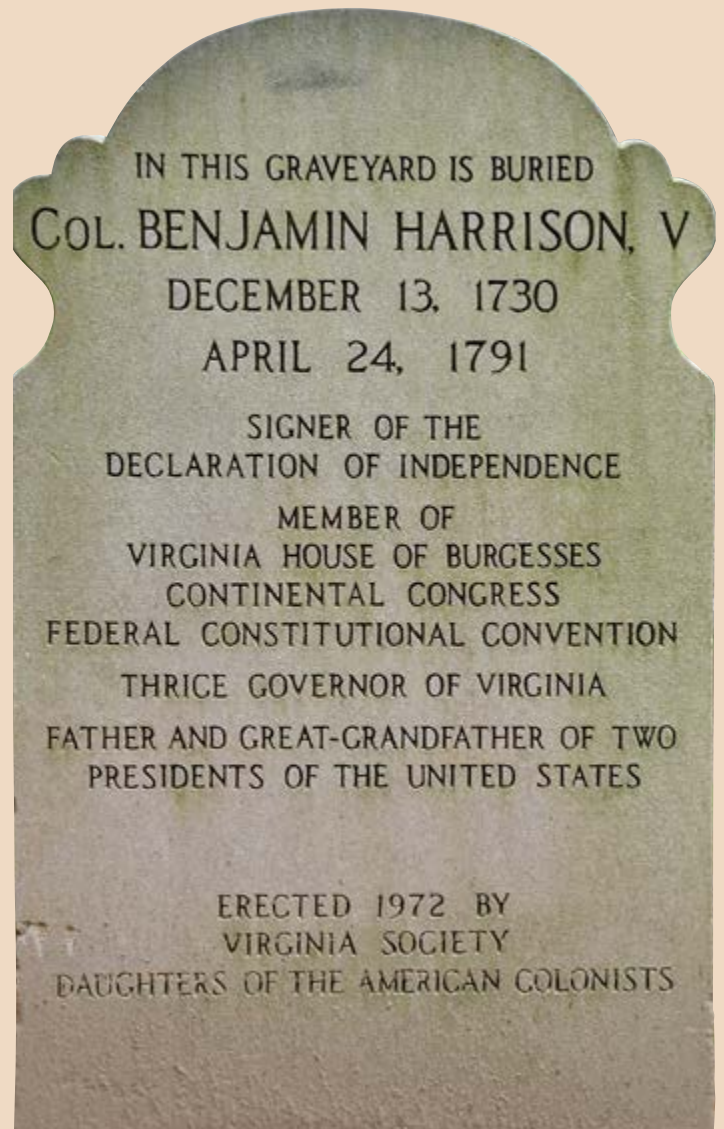 IN THIS GRAVEYARD IS BURIED
COL. BENJAMIN HARRISON, V
DECEMBER 13, 1730
APRIL 24, 1791
SIGNER OF THE
DECLARATION OF INDEPENDENCE
MEMBER OF
VIRGINIA HOUSE OF BURGESSES
CONTINENTAL CONGRESS
FEDERAL CONSTITUTIONAL CONVENTION
THRICE GOVERNOR OF VIRGINIA
FATHER AND GREAT-GRANDFATHER OF TWO
PRESIDENTS OF THE UNITED STATES
ERECTED 1972 BY
VIRGINIA SOCIETY
DAUGHTERS OF THE AMERICAN COLONISTS